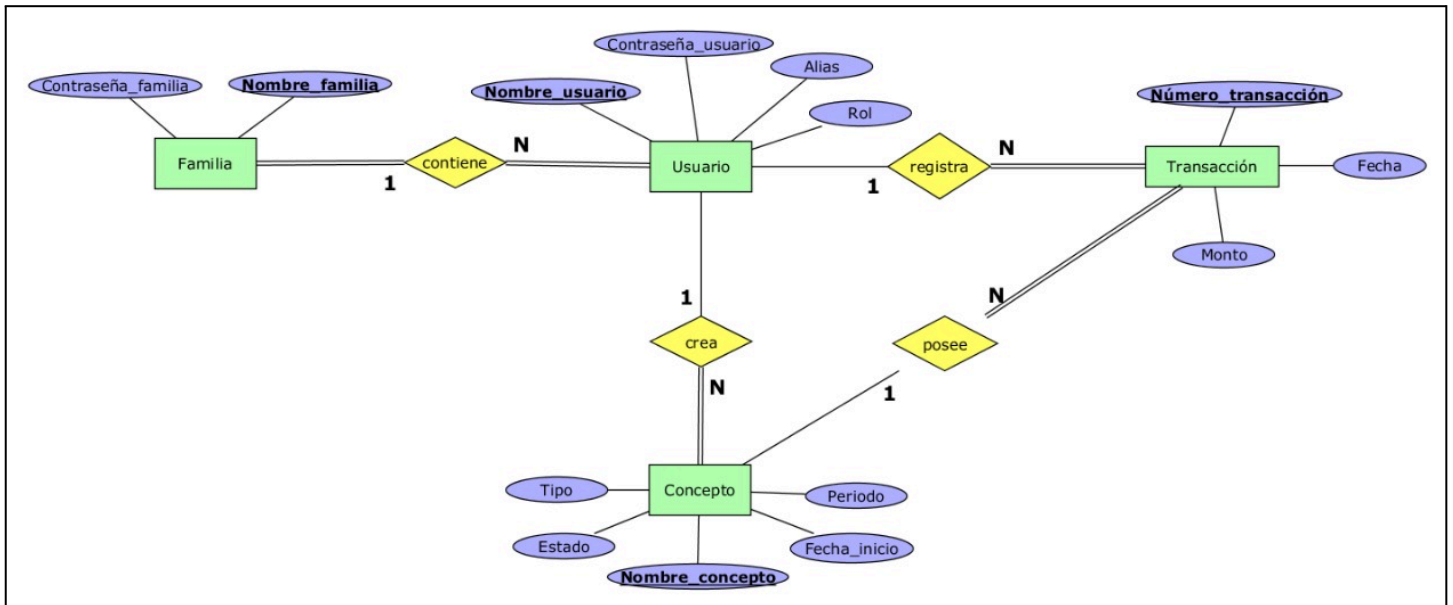 Contraseña_usuario
Alias
Contraseña_familia
Nombre_familia
Nombre_usuario
Número_transacción
Rol
Familia
1
contiene
N
Usuario
1
registra
N
Transacción
Fecha
Monto
1
crea
N
N
posee
1
Tipo
Concepto
Periodo
Estado
Fecha_inicio
Nombre_concepto